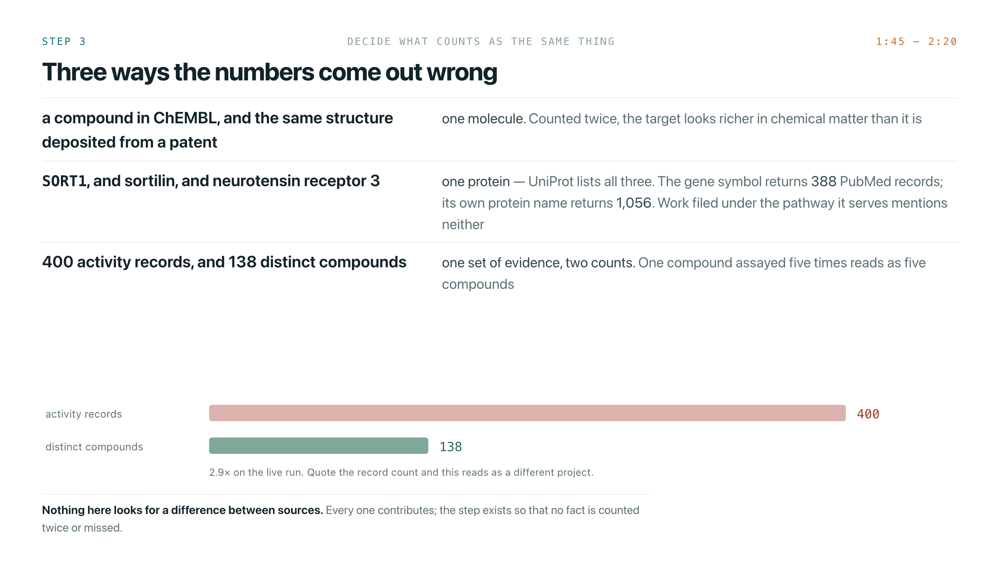 STEP 3
DECIDE WHAT COUNTS AS THE SAME THING
1:45 – 2:20
Three ways the numbers come out wrong
a compound in ChEMBL, and the same structure
deposited from a patent
one molecule. Counted twice, the target looks richer in chemical matter than it is
SORT1, and sortilin, and neurotensin receptor 3
one protein — UniProt lists all three. The gene symbol returns 388 PubMed records;
its own protein name returns 1,056. Work filed under the pathway it serves mentions
neither
400 activity records, and 138 distinct compounds
one set of evidence, two counts. One compound assayed five times reads as five
compounds
activity records
400
distinct compounds
138
2.9× on the live run. Quote the record count and this reads as a different project.
Nothing here looks for a difference between sources. Every one contributes; the step exists so that no fact is counted
twice or missed.